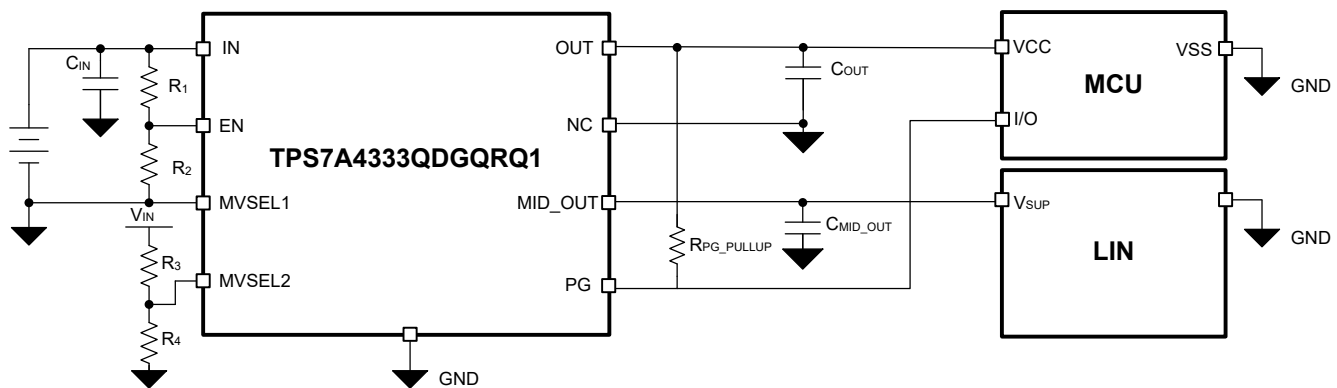 IN
OUT
VCC
VSS
CIN
R1
COUT
MCU
GND
EN
NC
I/O
R2
TPS7A4333QDGQRQ1
MVSEL1
MID_OUT
VSUP
VIN
CMID_OUT
RPG_PULLUP
GND
R3
LIN
MVSEL2
PG
R4
GND